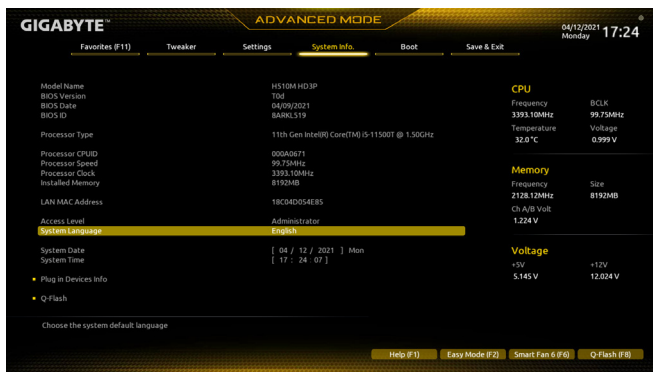 GIGABYTE™
ADVANCED MODE
04/12/2021 Monday 17:24
Favorites (F11) Tweaker Settings System Info. Boot Save & Exit
Model Name H510M HD3P
BIOS Version T0d
BIOS Date 04/09/2021
BIOS ID 8ARKL519
Processor Type 11th Gen Intel(R) Core(TM) i5-11500T @ 1.50GHz
Processor CPUID 000A0671
Processor Speed 99.75MHz
Processor Clock 3393.10MHz
Installed Memory 8192MB
LAN MAC Address 18C04D054E85
Access Level Administrator
System Language English
System Date [ 04 / 12 / 2021 ] Mon
System Time [ 17 : 24 : 07 ]
Plug in Devices Info
Q-Flash
Choose the system default language
CPU
Frequency BCLK
3393.10MHz 99.75MHz
Temperature Voltage
32.0 °C 0.999 V
Memory
Frequency Size
2128.12MHz 8192MB
Ch A/B Volt
1.224 V
Voltage
+5V +12V
5.145 V 12.024 V
Help (F1) Easy Mode (F2) Smart Fan 6 (F6) Q-Flash (F8)